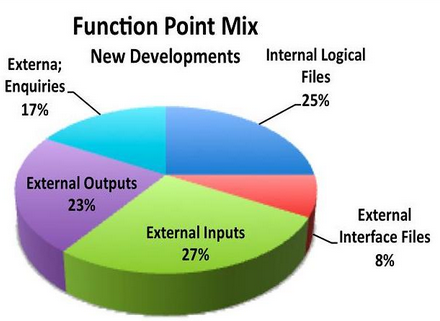 Function Point Mix
New Developments
Externa;
Enquiries
17%
Internal Logical
Files
25%
External Outputs
23%
External Inputs
27%
External
Interface Files
8%